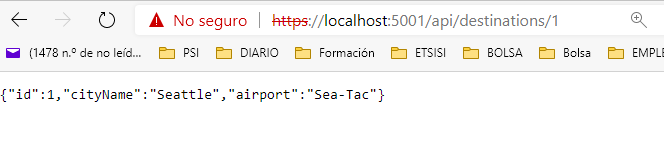 No seguro | https://localhost:5001/api/destinations/1
(1478 n.º de no leíd... PSI DIARIO Formación ETSISI BOLSA Bolsa EMPLE
{"id":1,"cityName":"Seattle","airport":"Sea-Tac"}